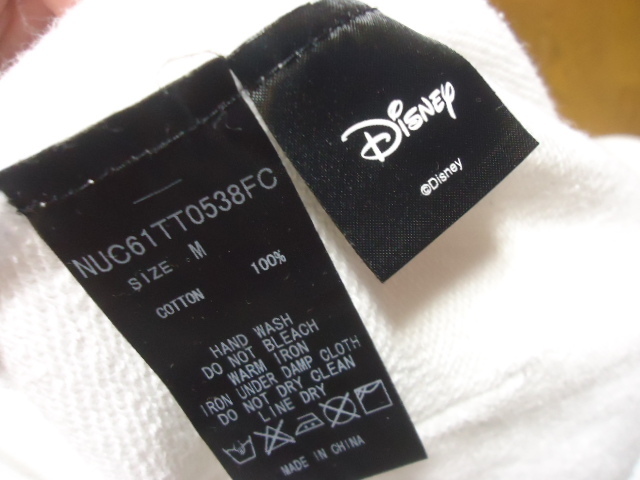 NUC61TT0538FC
SIZE M
COTTON 100%
HAND WASH
DO NOT BLEACH
WARM IRON
IRON UNDER DAMP CLOTH
DO NOT DRY CLEAN
LINE DRY
MADE IN CHINA
Disney
©Disney